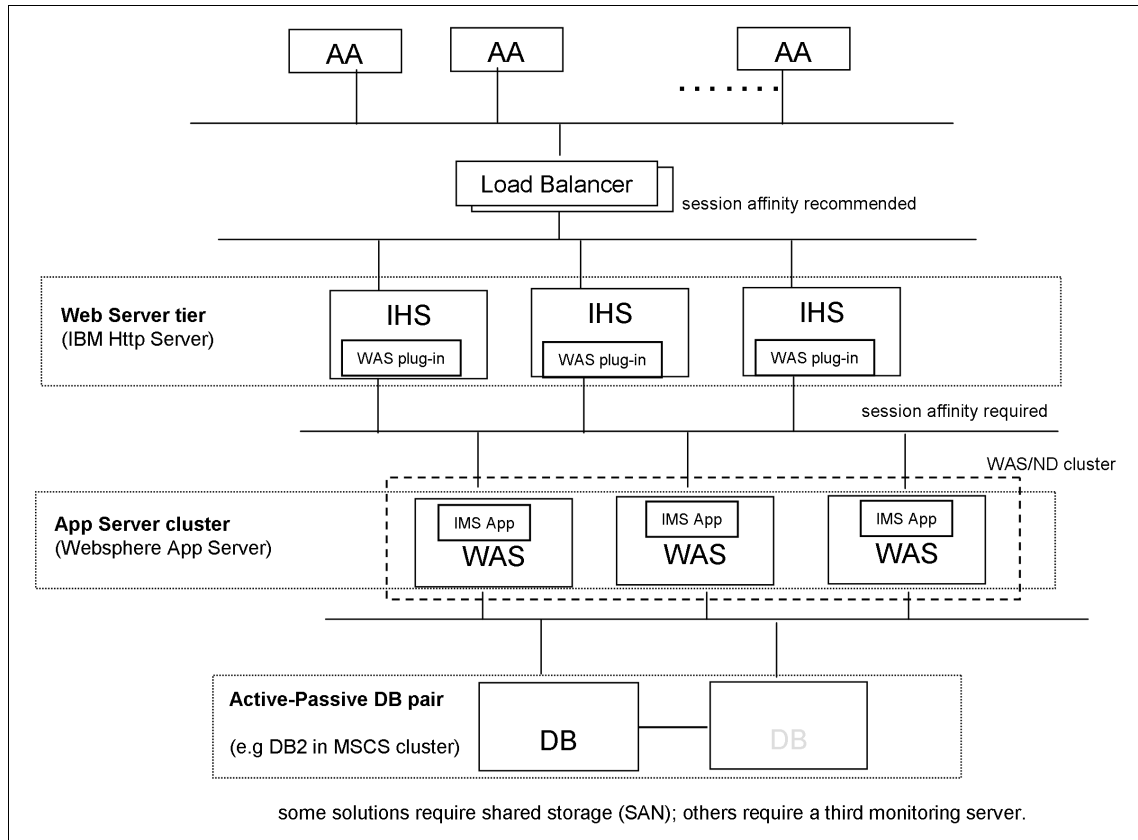 AA
AA
AA
Load Balancer
session affinity recommended
Web Server tier
(IBM Http Server)
IHS
IHS
IHS
WAS plug-in
WAS plug-in
WAS plug-in
session affinity required
WAS/ND cluster
App Server cluster
(Websphere App Server)
IMS App
IMS App
IMS App
WAS
WAS
WAS
Active-Passive DB pair
(e.g DB2 in MSCS cluster)
DB
DB
some solutions require shared storage (SAN); others require a third monitoring server.